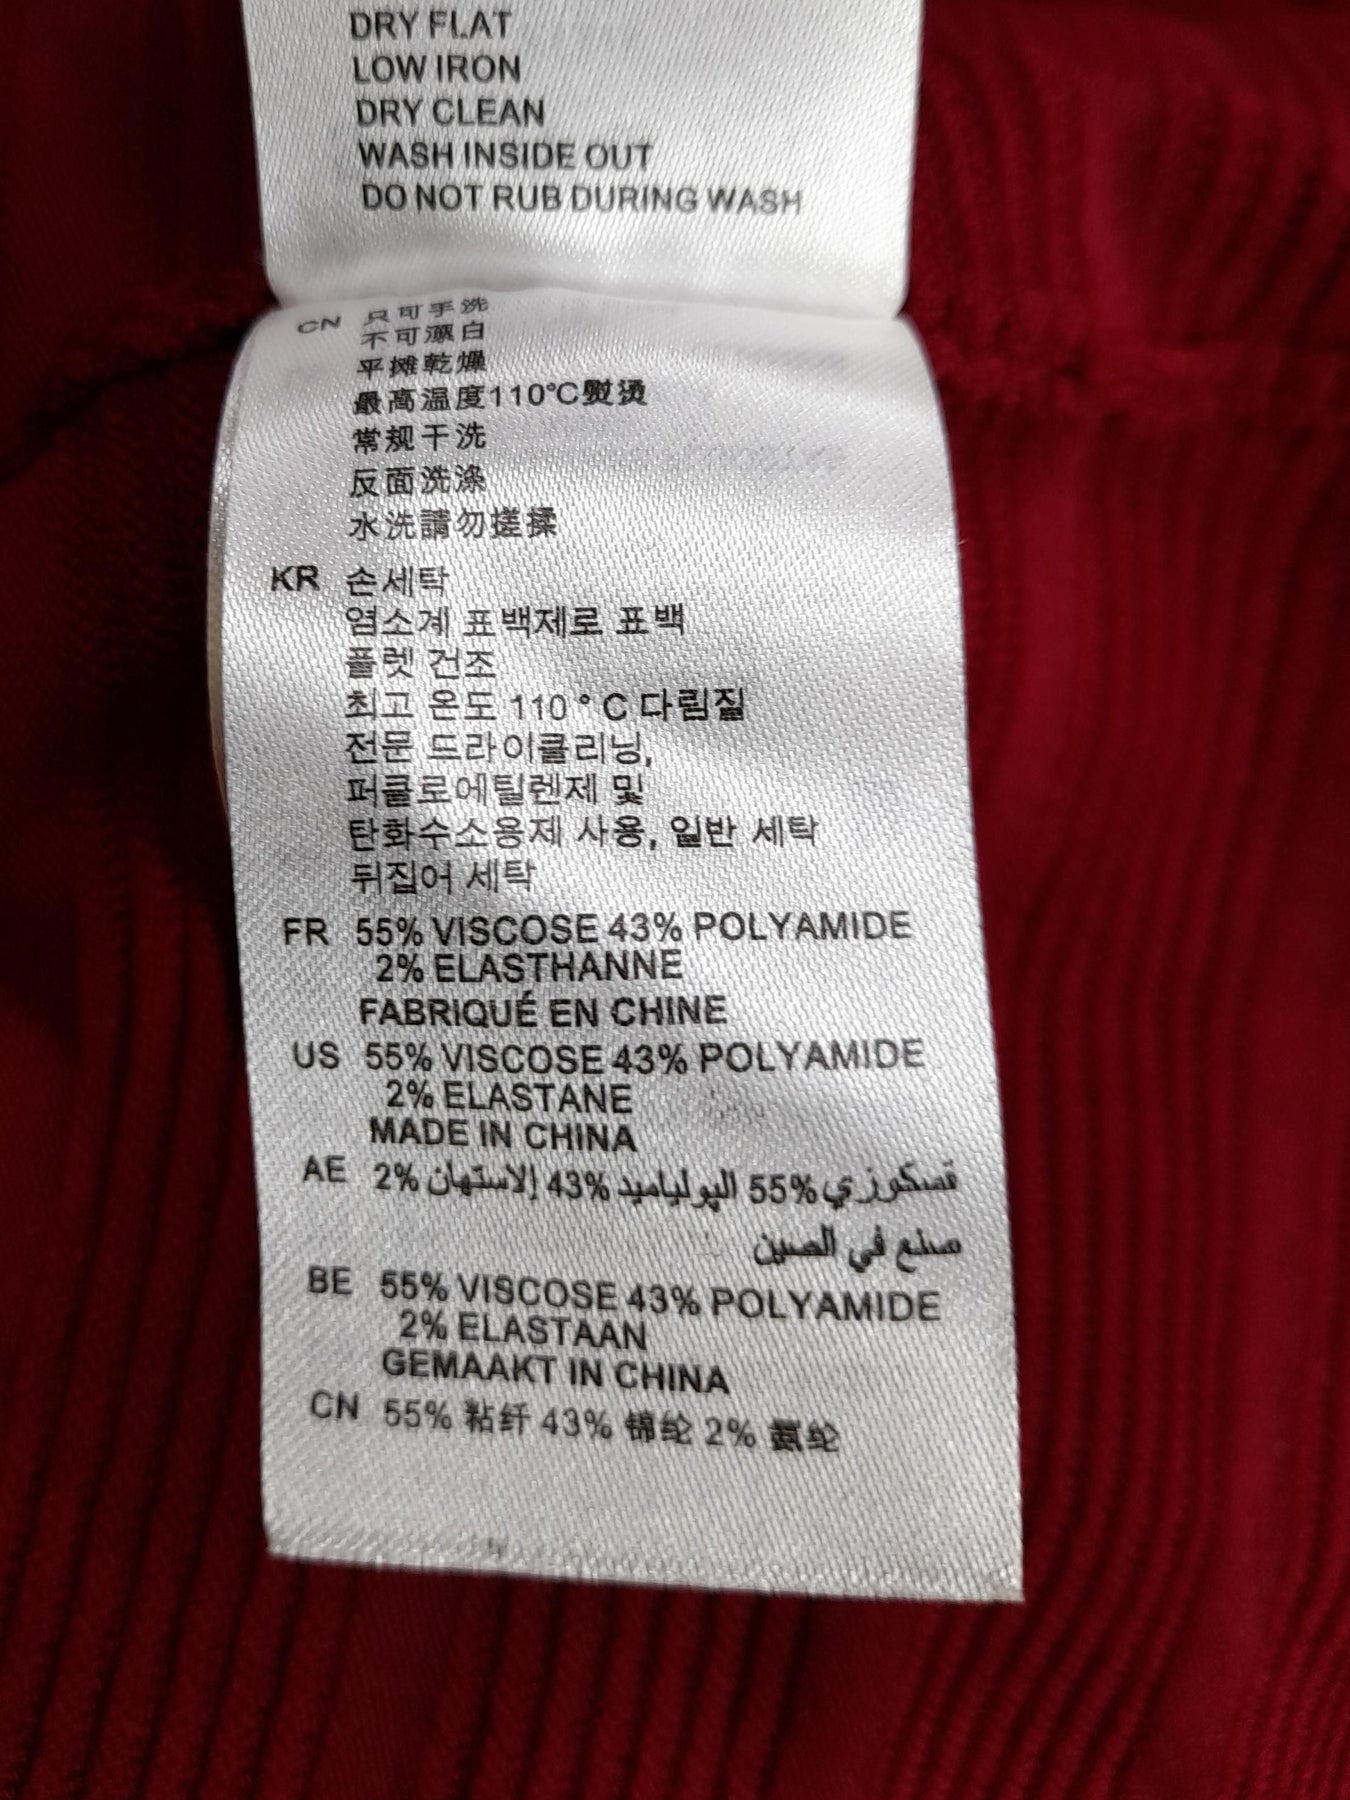 DRY FLAT
LOW IRON
DRY CLEAN
WASH INSIDE OUT
DO NOT RUB DURING WASH
CN 只可手洗
不可漂白
平摊乾燥
最高温度110°C熨烫
常规干洗
反面洗涤
水洗請勿搓揉
KR 손세탁
염소계 표백제로 표백
플렛 건조
최고 온도 110 ° C 다림질
전문 드라이클리닝,
퍼클로에틸렌제 및
탄화수소용제 사용, 일반 세탁
뒤집어 세탁
FR 55% VISCOSE 43% POLYAMIDE
2% ELASTHANNE
FABRIQUÉ EN CHINE
US 55% VISCOSE 43% POLYAMIDE
2% ELASTANE
MADE IN CHINA
AE فسكوزي %55 البولياميد %43 إلاستهان %2
صنع في الصين
BE 55% VISCOSE 43% POLYAMIDE
2% ELASTAAN
GEMAAKT IN CHINA
CN 55% 粘纤 43% 锦纶 2% 氨纶